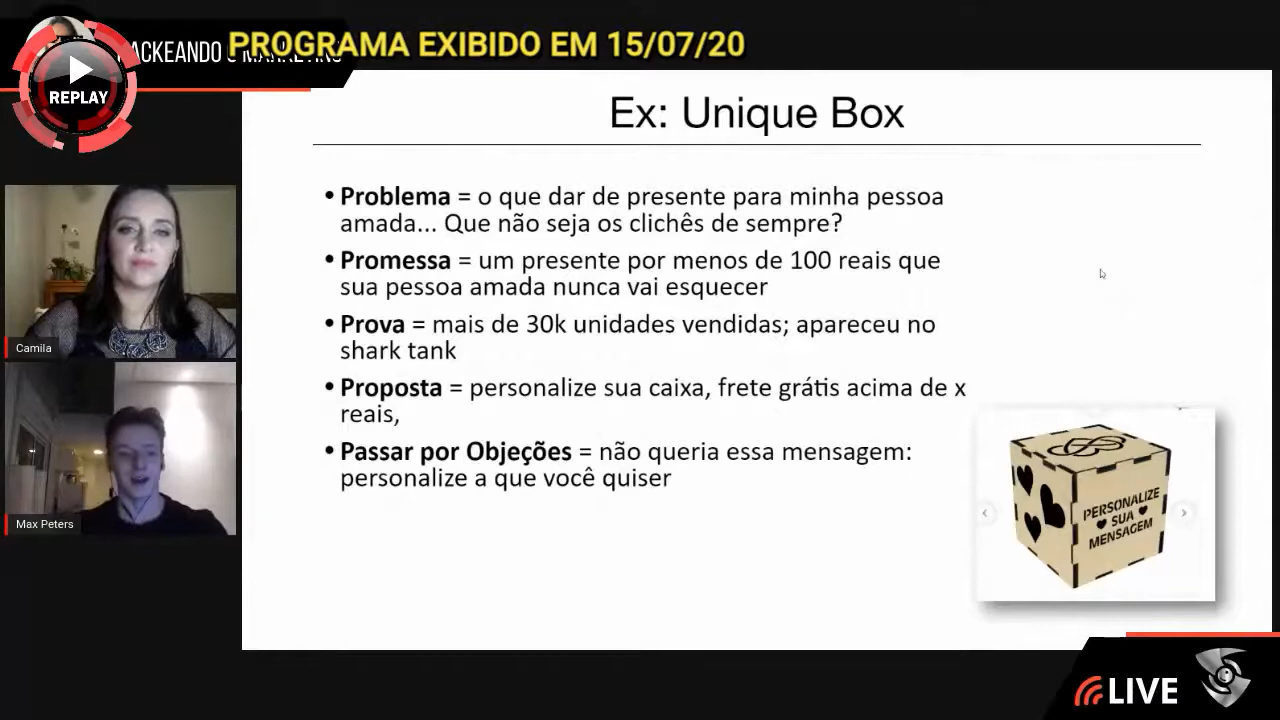 PROGRAMA EXIBIDO EM 15/07/20
REPLAY
Ex: Unique Box
• Problema = o que dar de presente para minha pessoa
amada... Que não seja os clichês de sempre?
• Promessa = um presente por menos de 100 reais que
sua pessoa amada nunca vai esquecer
• Prova = mais de 30k unidades vendidas; apareceu no
shark tank
• Proposta = personalize sua caixa, frete grátis acima de x
reais,
• Passar por Objeções = não queria essa mensagem:
personalize a que você quiser
Camila
Max Peters
PERSONALIZE
SUA
MENSAGEM
LIVE